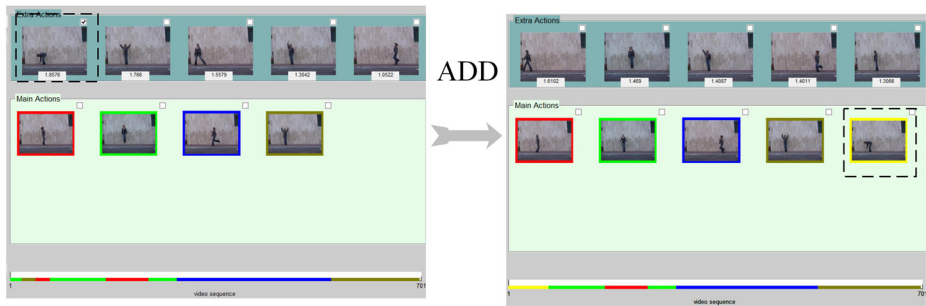 Extra Actions
1.8576
1.766
1.5579
1.3042
1.0522
Main Actions
1
701
video sequence
ADD
Extra Actions
1.6102
1.469
1.4087
1.4011
1.3066
Main Actions
1
701
video sequence